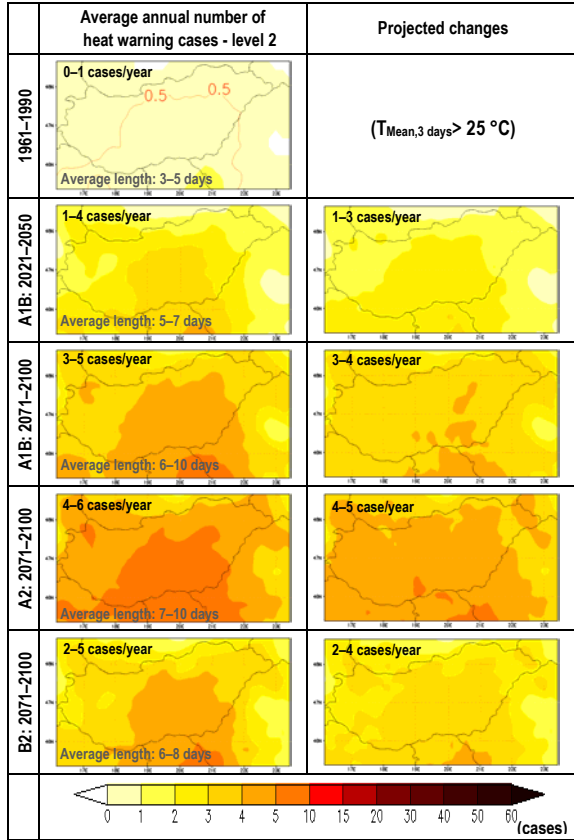 Average annual number of
heat warning cases - level 2
Projected changes
1961–1990
0–1 cases/year
0.5
0.5
Average length: 3–5 days
(TMean,3 days> 25 °C)
A1B: 2021–2050
1–4 cases/year
Average length: 5–7 days
1–3 cases/year
A1B: 2071–2100
3–5 cases/year
Average length: 6–10 days
3–4 cases/year
A2: 2071–2100
4–6 cases/year
Average length: 7–10 days
4–5 case/year
B2: 2071–2100
2–5 cases/year
Average length: 6–8 days
2–4 cases/year
0 1 2 3 4 5 10 15 20 30 40 50 60
(cases)